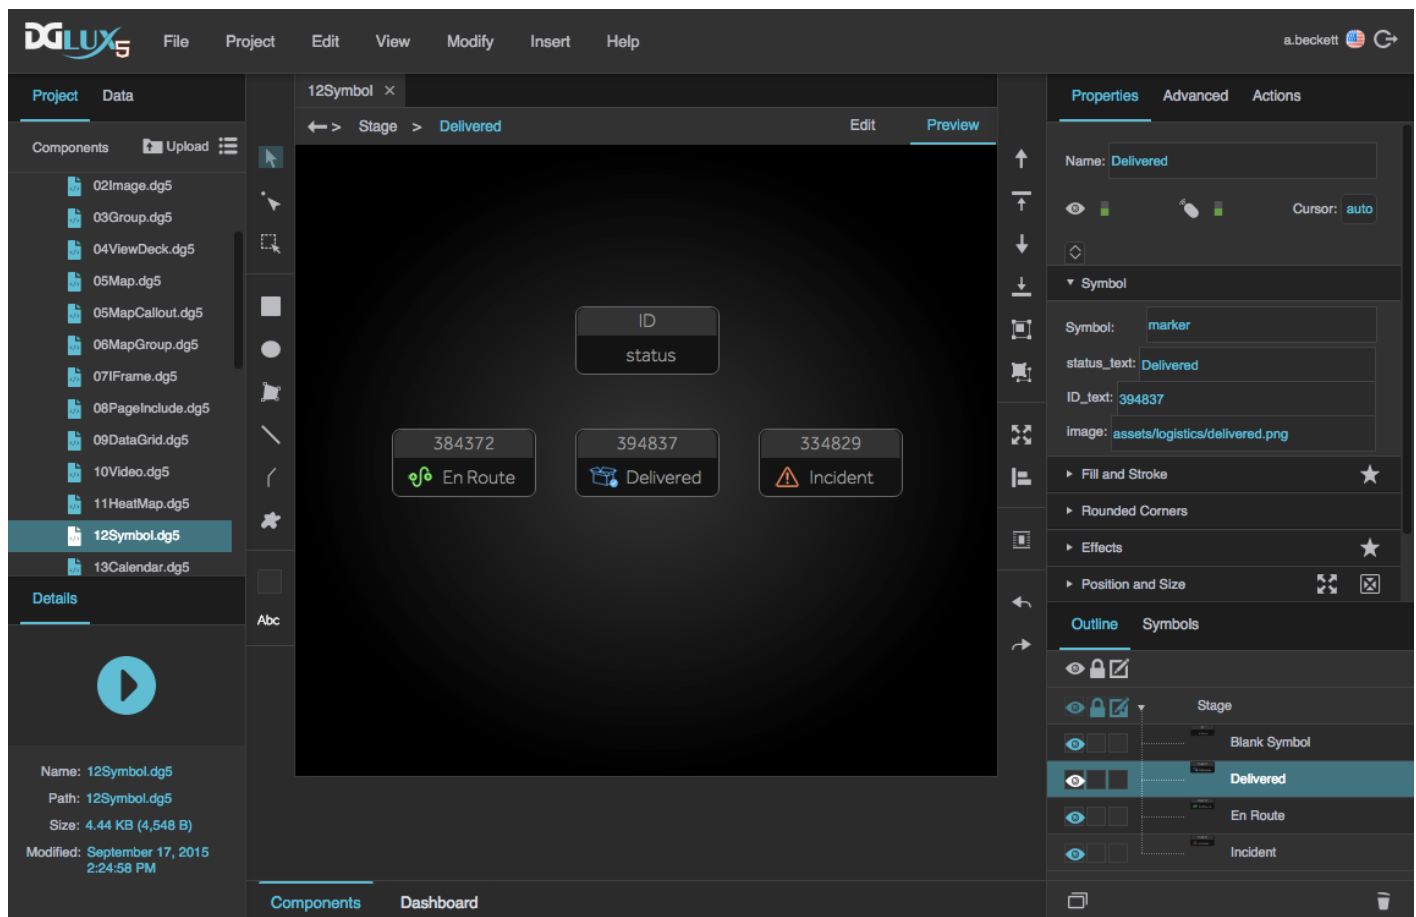 DGLUX5
File Project Edit View Modify Insert Help
a.beckett
Project Data
Components Upload
02Image.dg5
03Group.dg5
04ViewDeck.dg5
05Map.dg5
05MapCallout.dg5
06MapGroup.dg5
07IFrame.dg5
08PageInclude.dg5
09DataGrid.dg5
10Video.dg5
11HeatMap.dg5
12Symbol.dg5
13Calendar.dg5
Details
Name: 12Symbol.dg5
Path: 12Symbol.dg5
Size: 4.44 KB (4,548 B)
Modified: September 17, 2015
2:24:58 PM
Abc
12Symbol ×
Stage > Delivered
Edit Preview
ID
status
384372
En Route
394837
Delivered
334829
Incident
Components Dashboard
Properties Advanced Actions
Name: Delivered
Cursor: auto
Symbol
Symbol: marker
status_text: Delivered
ID_text: 394837
image: assets/logistics/delivered.png
Fill and Stroke
Rounded Corners
Effects
Position and Size
Outline Symbols
Stage
Blank Symbol
Delivered
En Route
Incident